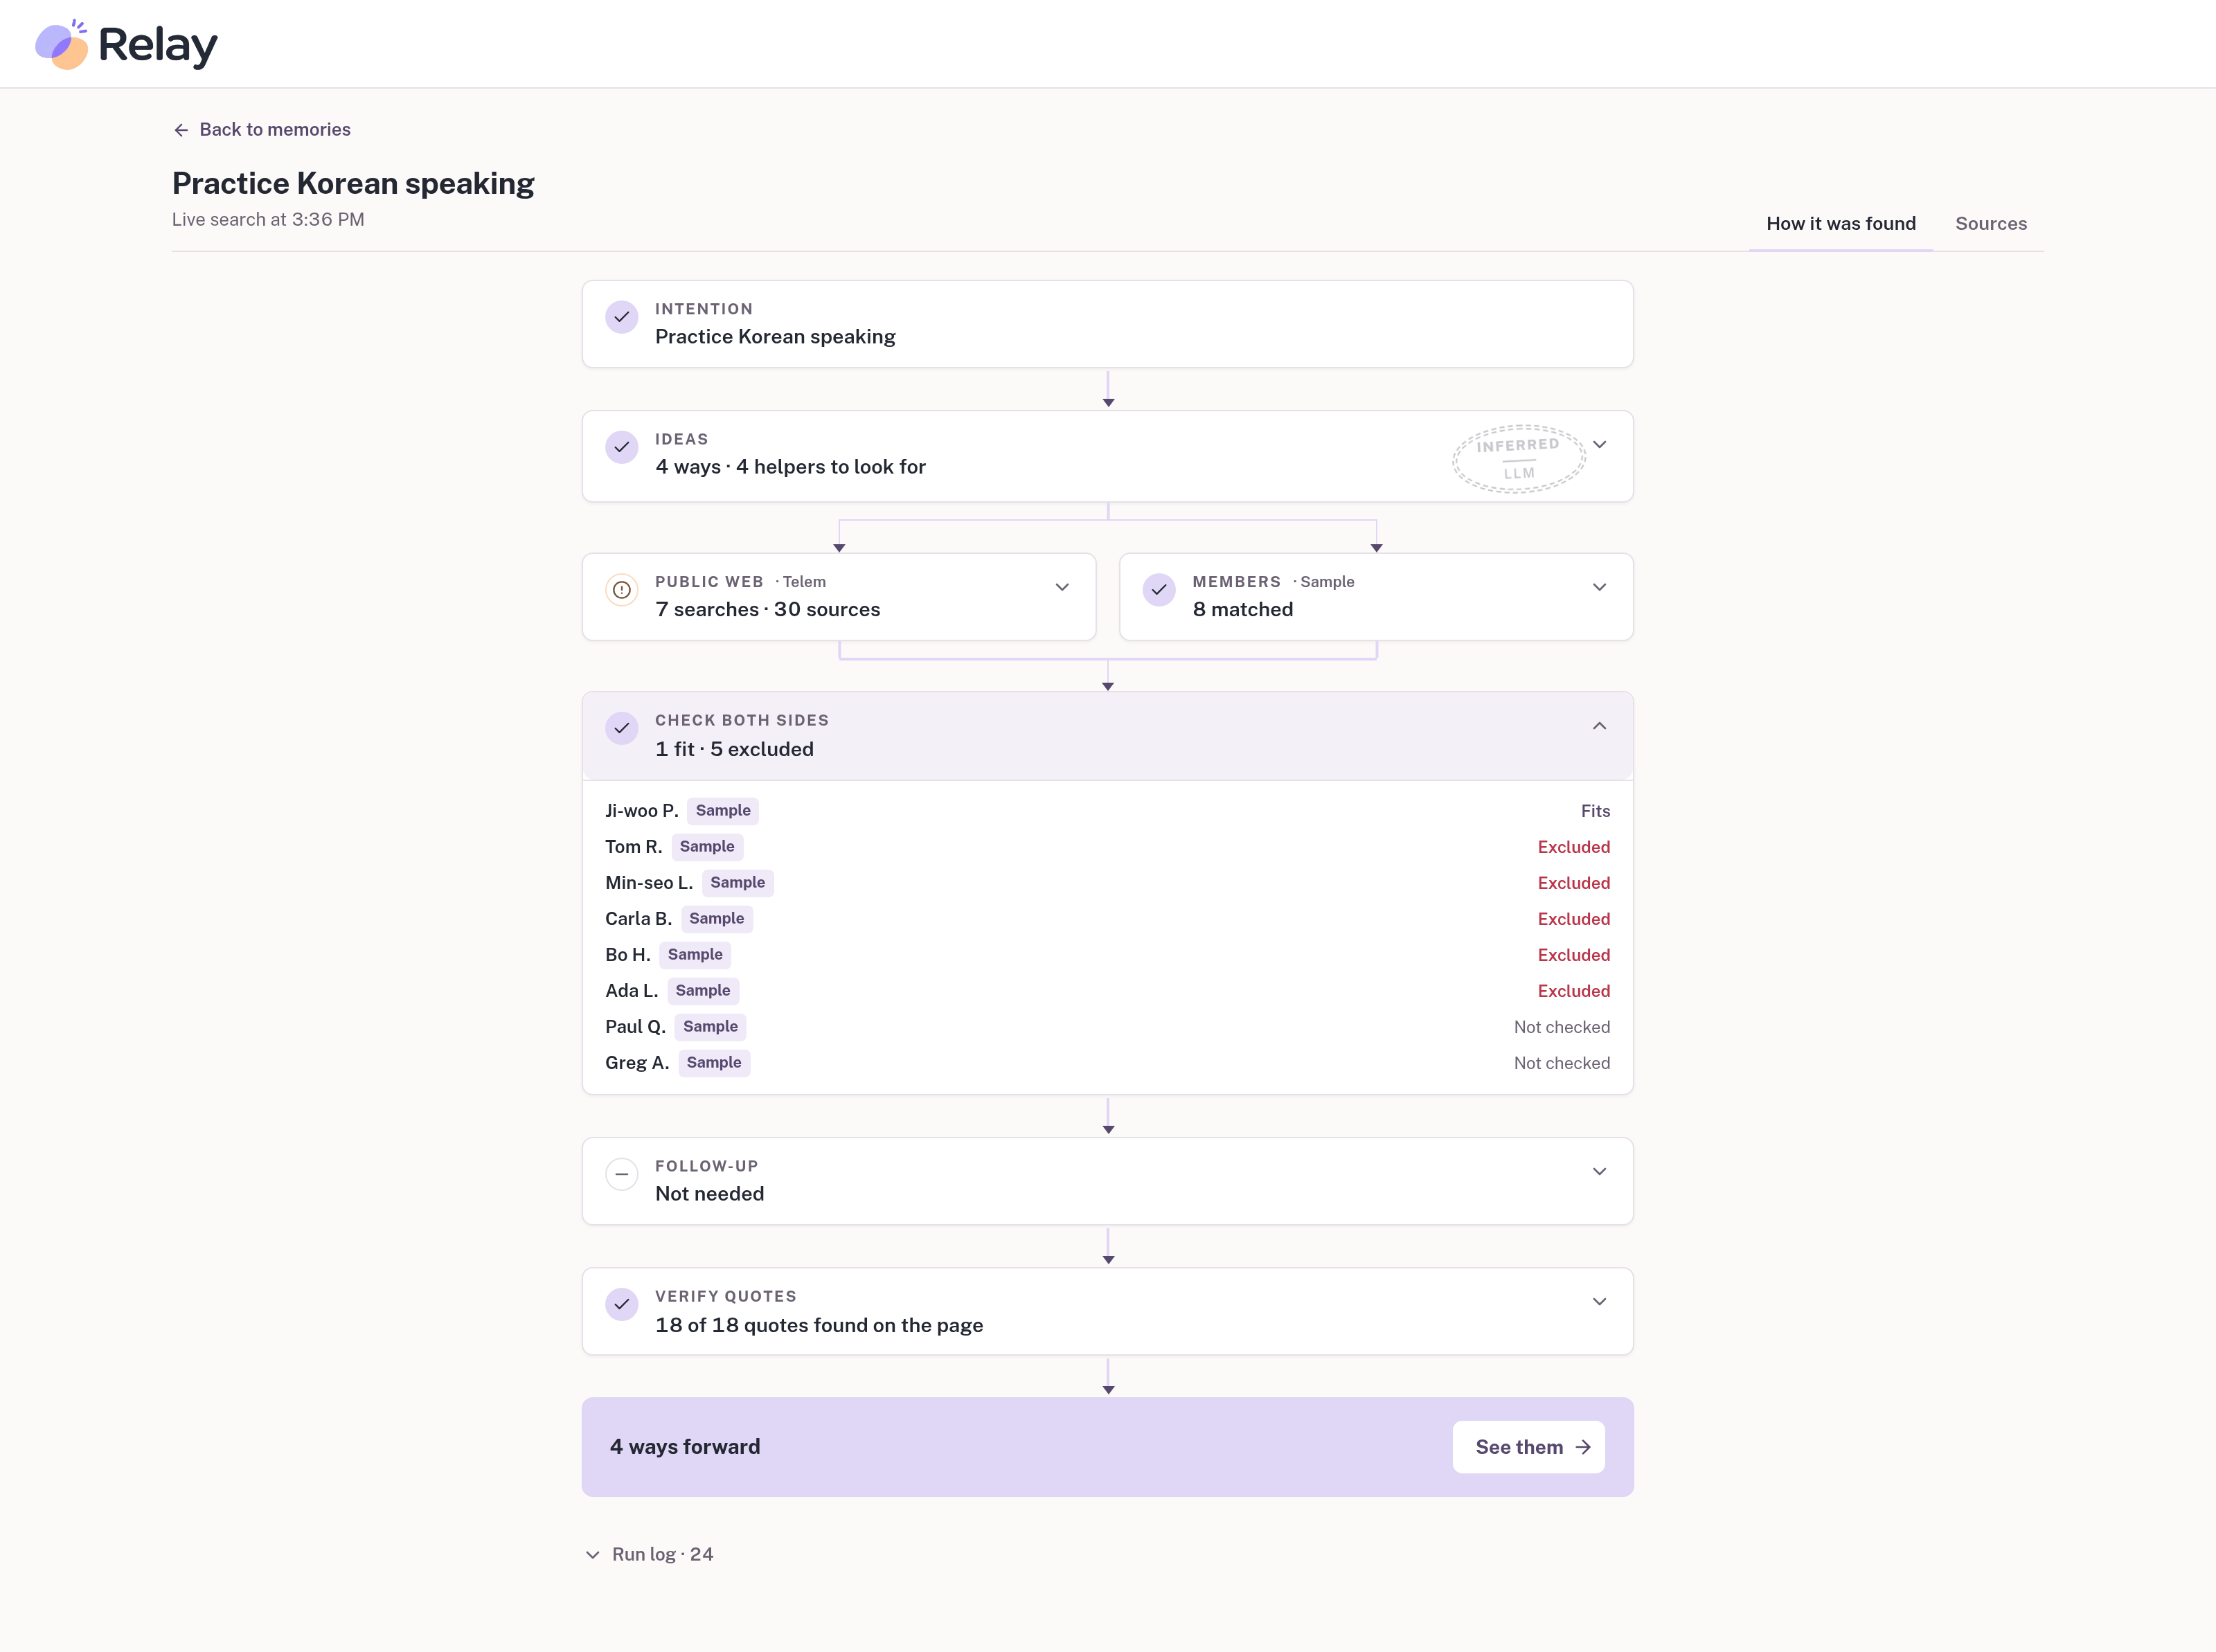 Relay
Back to memories
Practice Korean speaking
Live search at 3:36 PM
How it was found
Sources
INTENTION
Practice Korean speaking
IDEAS
4 ways · 4 helpers to look for
INFERRED
LLM
PUBLIC WEB · Telem
7 searches · 30 sources
MEMBERS · Sample
8 matched
CHECK BOTH SIDES
1 fit · 5 excluded
Ji-woo P. Sample Fits
Tom R. Sample Excluded
Min-seo L. Sample Excluded
Carla B. Sample Excluded
Bo H. Sample Excluded
Ada L. Sample Excluded
Paul Q. Sample Not checked
Greg A. Sample Not checked
FOLLOW-UP
Not needed
VERIFY QUOTES
18 of 18 quotes found on the page
4 ways forward
See them
Run log · 24